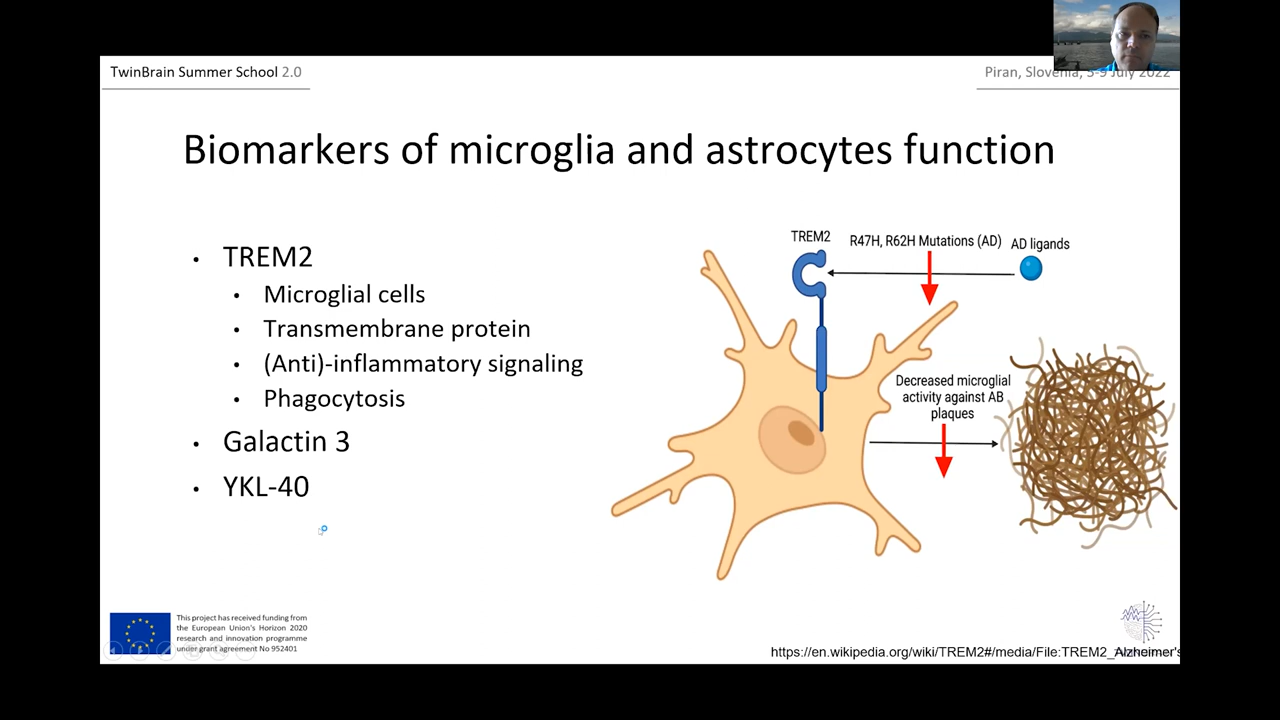 TwinBrain Summer School 2.0
Piran, Slovenia, 5-9 July 2022
Biomarkers of microglia and astrocytes function
• TREM2
• Microglial cells
• Transmembrane protein
• (Anti)-inflammatory signaling
• Phagocytosis
• Galactin 3
• YKL-40
TREM2
R47H, R62H Mutations (AD)
AD ligands
Decreased microglial
activity against AB
plaques
This project has received funding from
the European Union's Horizon 2020
research and innovation programme
under grant agreement No 952401
https://en.wikipedia.org/wiki/TREM2#/media/File:TREM2_Alzheimer's